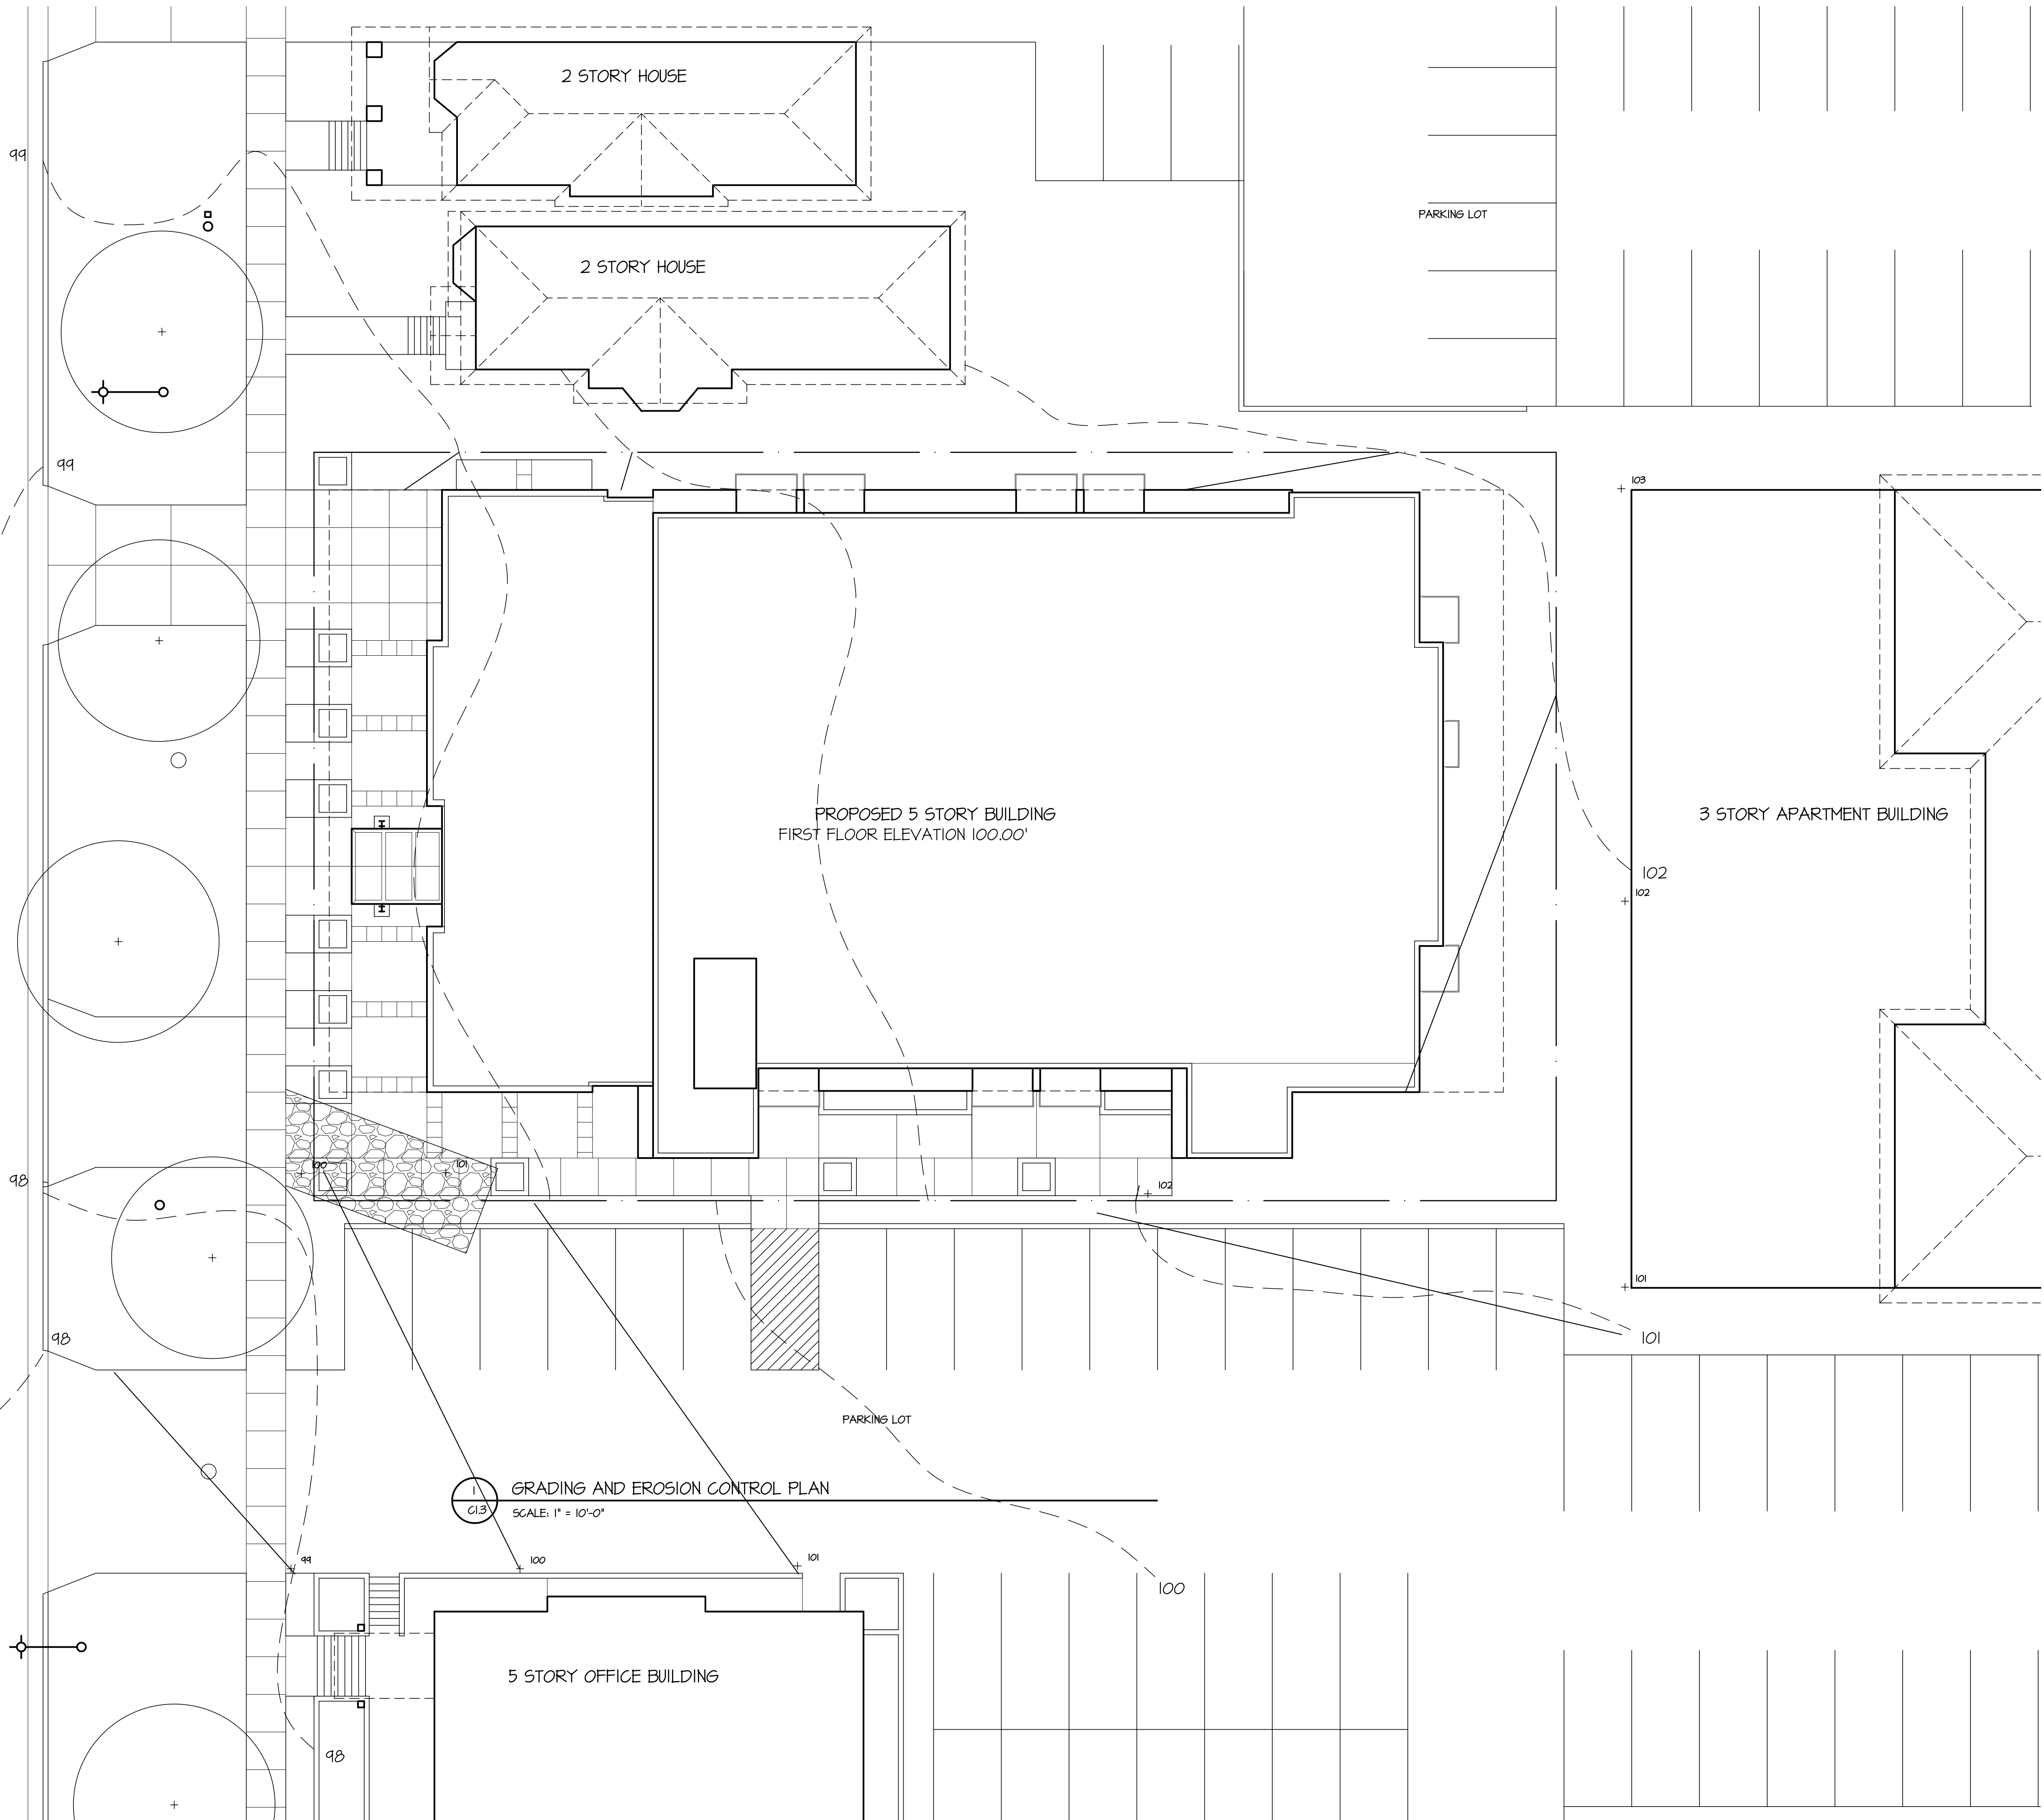 2 STORY HOUSE
99
PARKING LOT
2 STORY HOUSE
99
103
PROPOSED 5 STORY BUILDING
FIRST FLOOR ELEVATION 100.00'
3 STORY APARTMENT BUILDING
102
102
100
101
98
102
101
98
101
PARKING LOT
1
C1.3
GRADING AND EROSION CONTROL PLAN
SCALE: 1" = 10'-0"
99
100
101
100
5 STORY OFFICE BUILDING
98